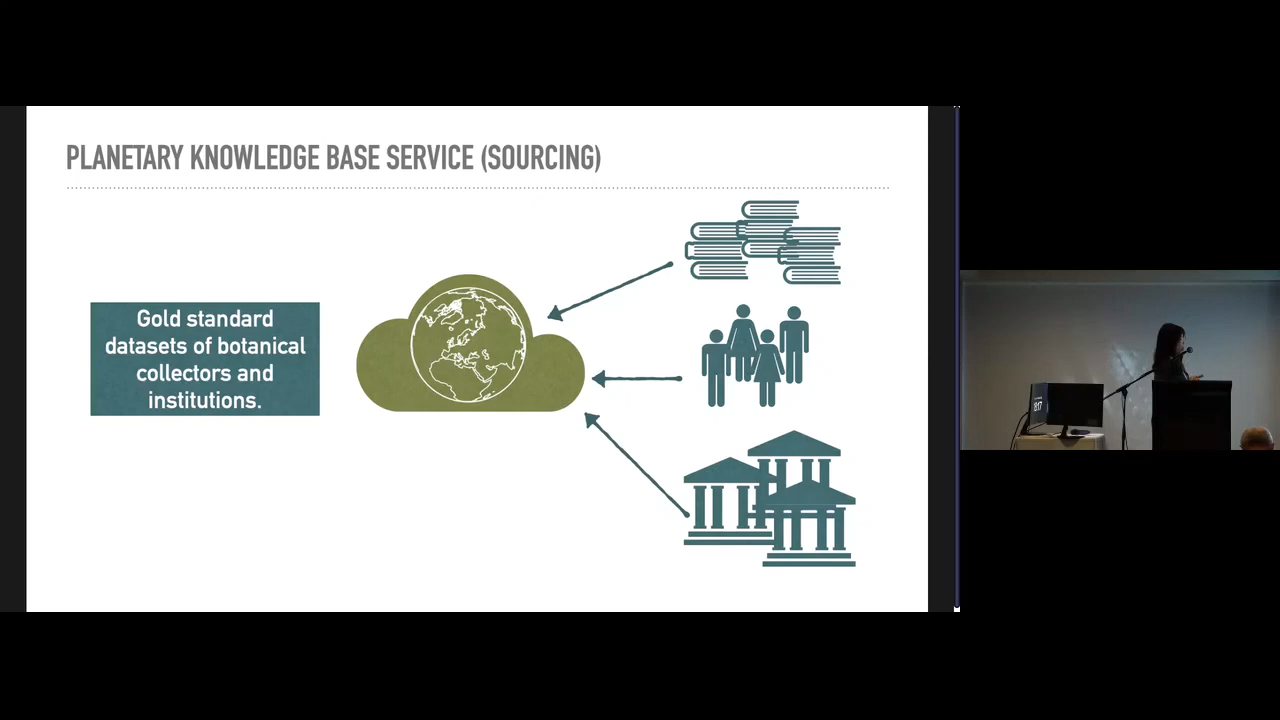 PLANETARY KNOWLEDGE BASE SERVICE (SOURCING)
Gold standard
datasets of botanical
collectors and
institutions.